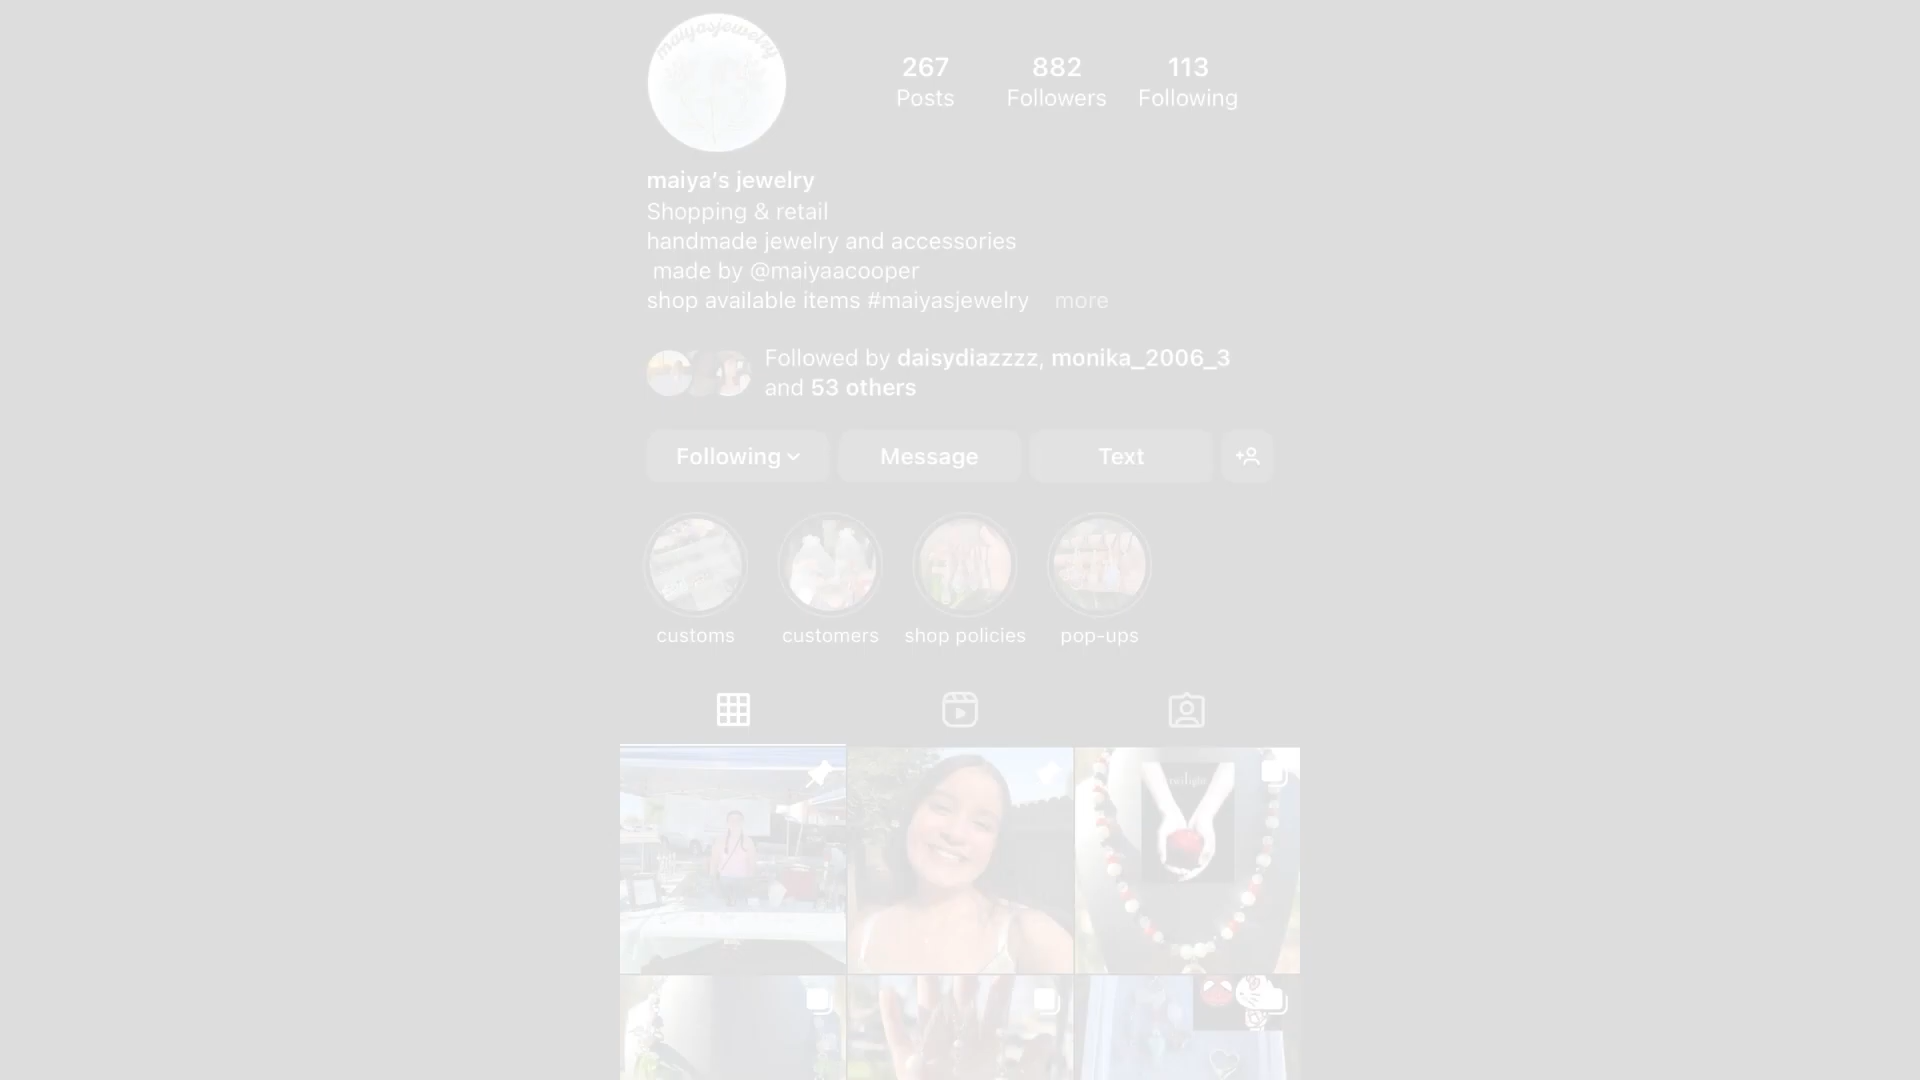 maiyasjewelry
267 882 113
Posts Followers Following
maiya's jewelry
Shopping & retail
handmade jewelry and accessories
made by @maiyaacooper
shop available items #maiyasjewelry more
Followed by daisydiazzzz, monika_2006_3
and 53 others
Following Message Text
customs customers shop policies pop-ups
twilight